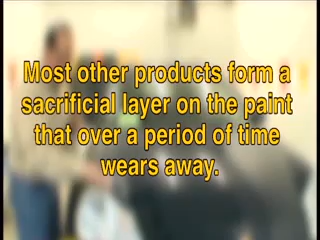 Most other products form a
sacrificial layer on the paint
that over a period of time
wears away.